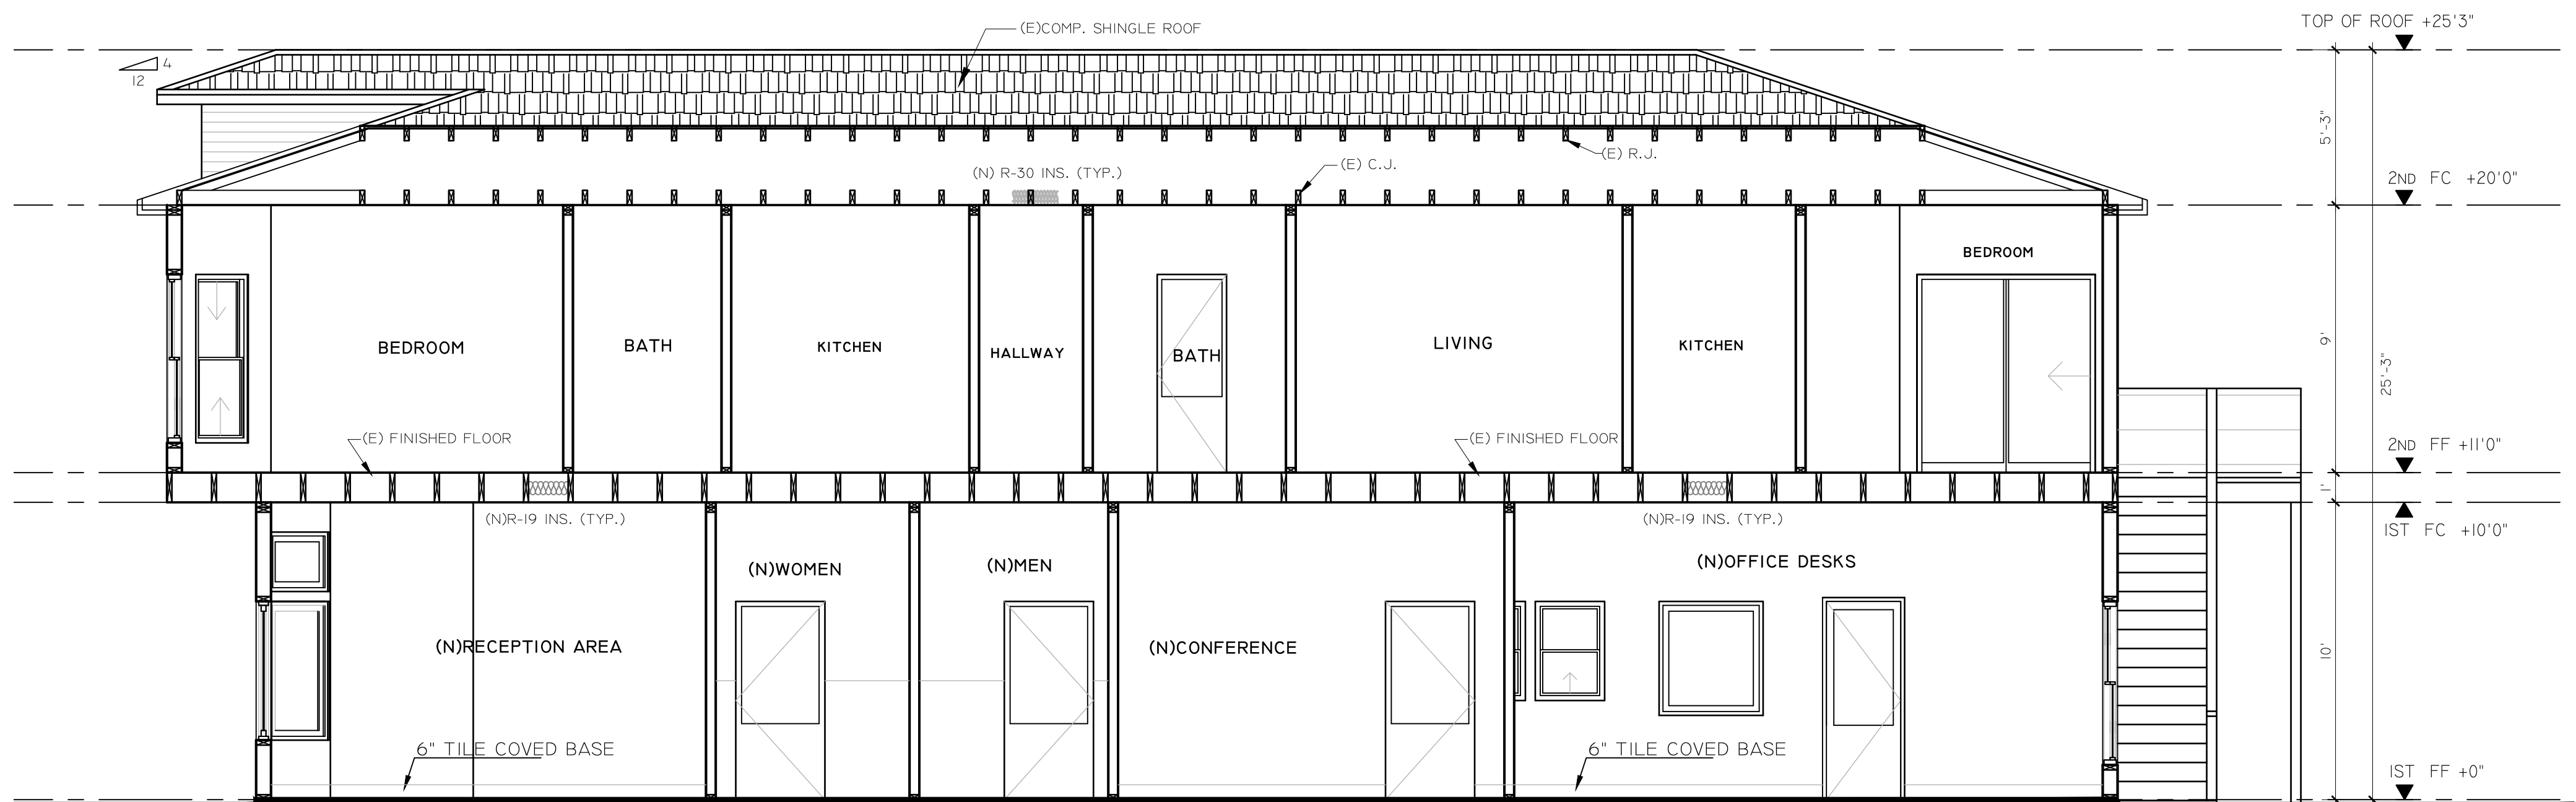 TOP OF ROOF +25'3"
(E)COMP. SHINGLE ROOF
4
12
5'-3"
(E) R.J.
(E) C.J.
(N) R-30 INS. (TYP.)
2ND FC +20'0"
BEDROOM
BEDROOM
BATH
KITCHEN
HALLWAY
BATH
LIVING
KITCHEN
9'
25'-3"
(E) FINISHED FLOOR
(E) FINISHED FLOOR
2ND FF +11'0"
1'
(N)R-19 INS. (TYP.)
(N)R-19 INS. (TYP.)
1ST FC +10'0"
(N)WOMEN
(N)MEN
(N)OFFICE DESKS
(N)RECEPTION AREA
(N)CONFERENCE
10'
6" TILE COVED BASE
6" TILE COVED BASE
1ST FF +0"